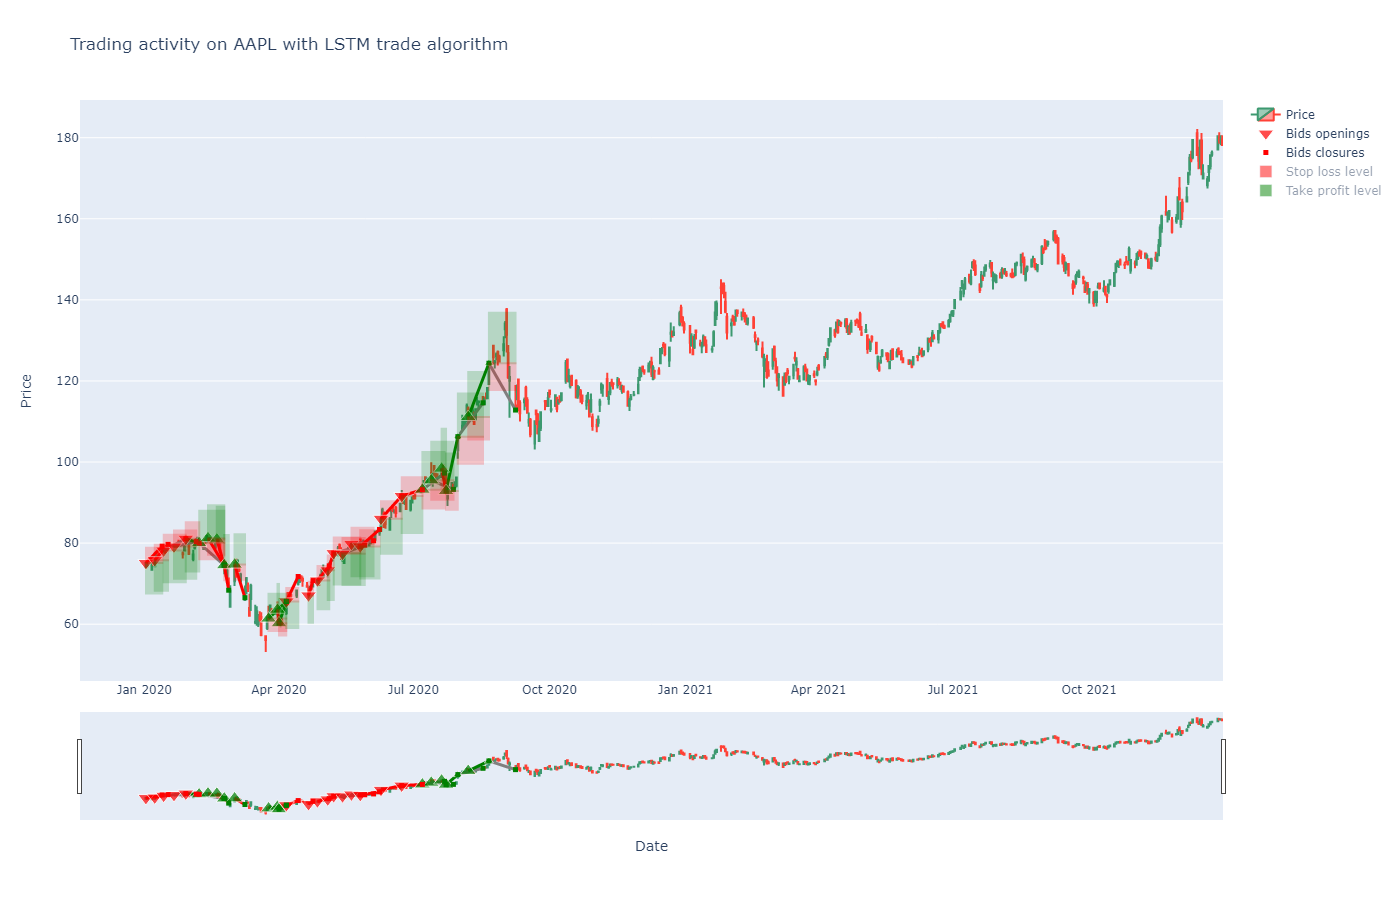 Trading activity on AAPL with LSTM trade algorithm
Price
Bids openings
Bids closures
Stop loss level
Take profit level
Price
180
160
140
120
100
80
60
Jan 2020
Apr 2020
Jul 2020
Oct 2020
Jan 2021
Apr 2021
Jul 2021
Oct 2021
Date